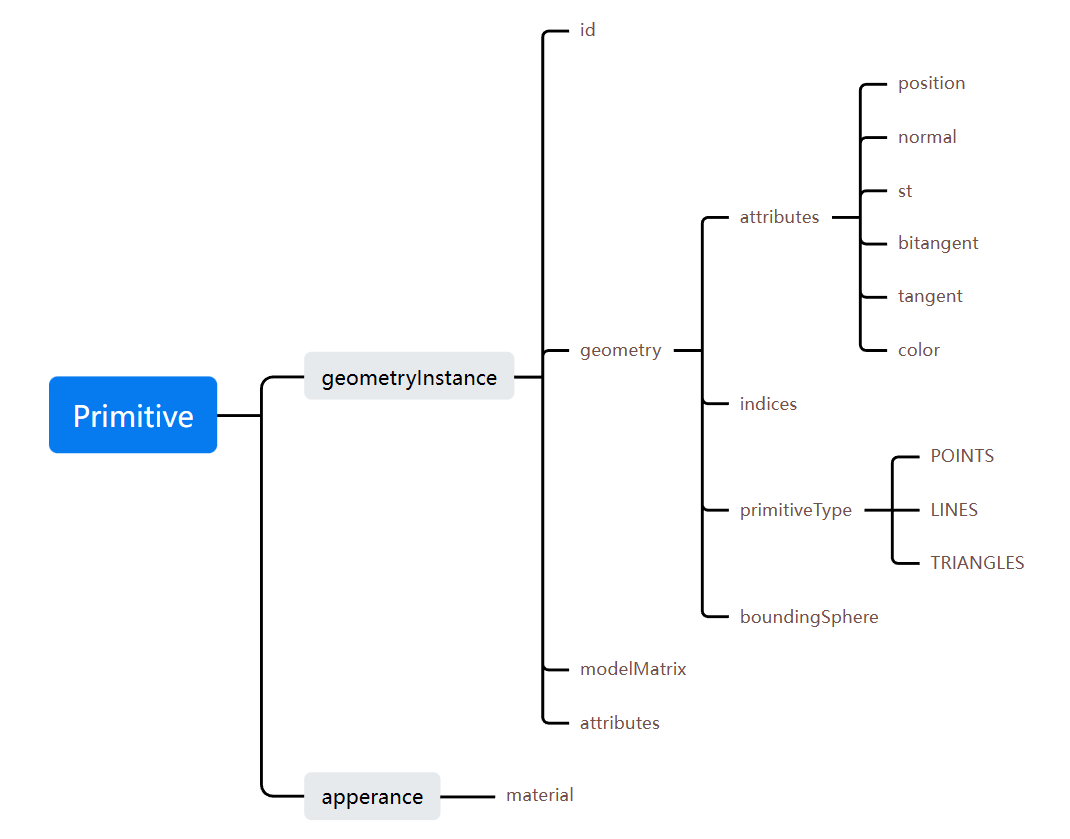 Primitive
geometryInstance
id
geometry
attributes
position
normal
st
bitangent
tangent
color
indices
primitiveType
POINTS
LINES
TRIANGLES
boundingSphere
modelMatrix
attributes
apperance
material